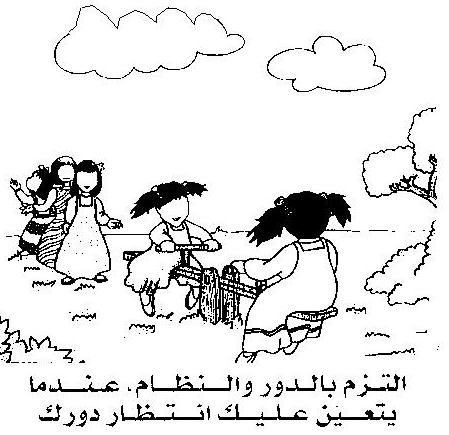 التزم بالدور والنظام، عندما
يتعين عليك انتظار دورك